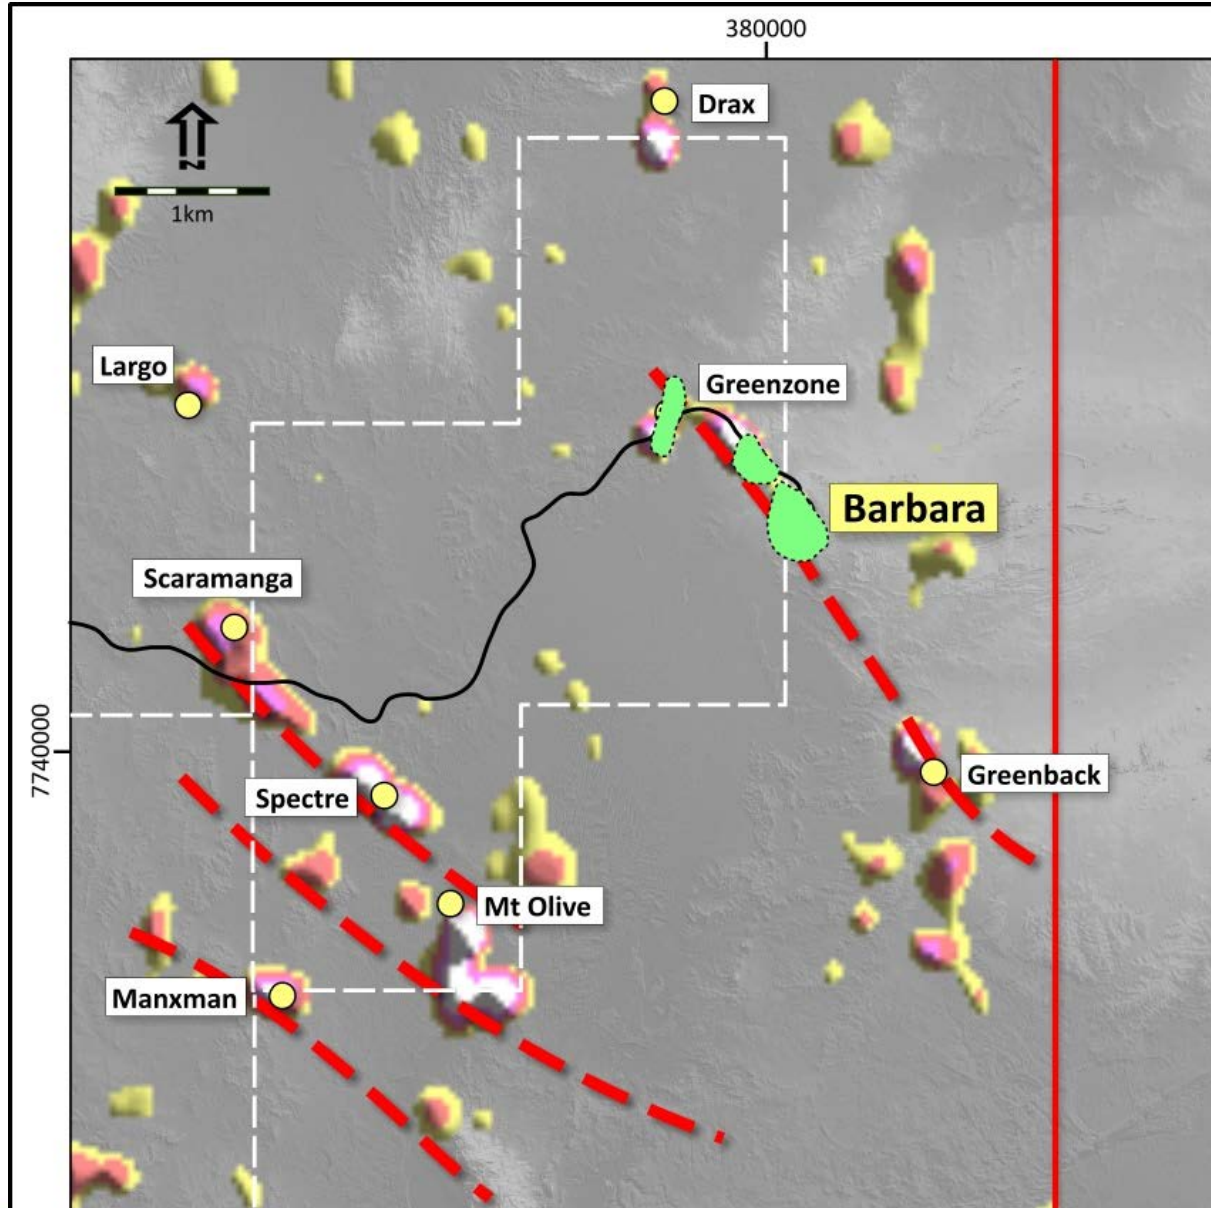 380000
Drax
N
1km
Largo
Greenzone
Barbara
Scaramanga
7740000
Greenback
Spectre
Mt Olive
Manxman